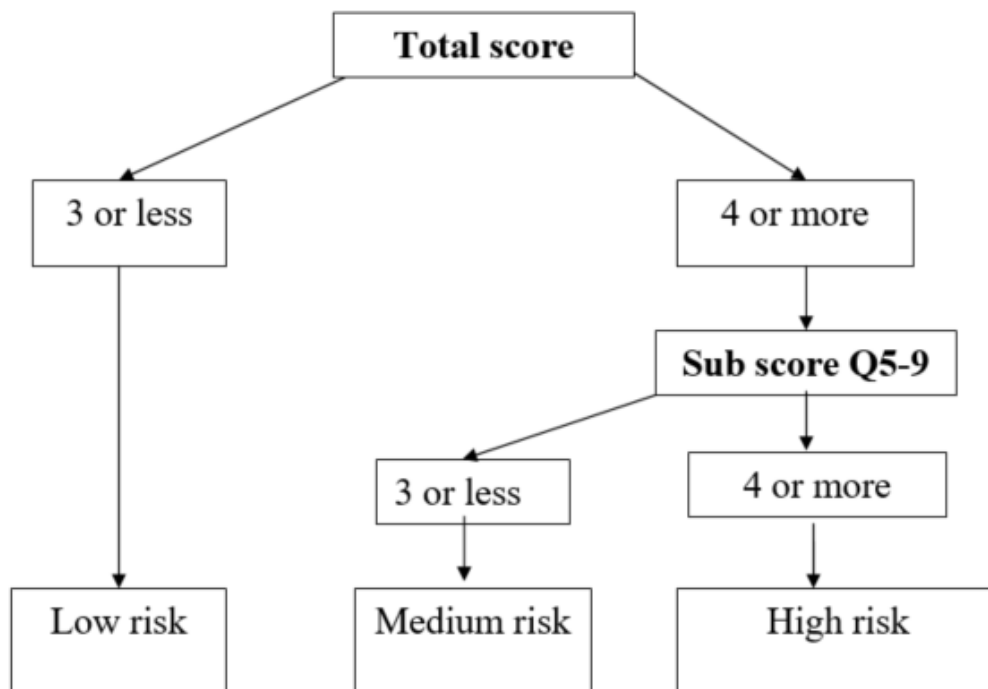 Total score
3 or less
4 or more
Sub score Q5-9
3 or less
4 or more
Low risk
Medium risk
High risk